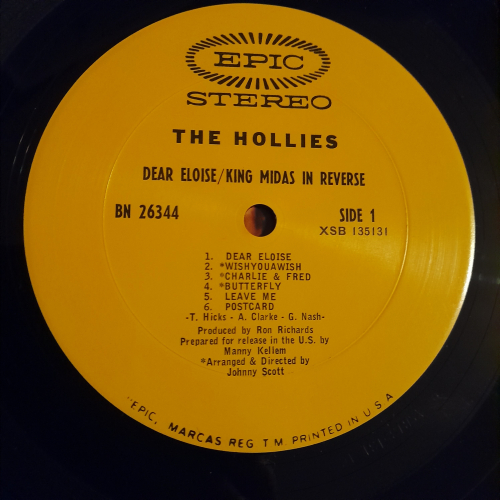 EPIC
STEREO
THE HOLLIES
DEAR ELOISE/KING MIDAS IN REVERSE
BN 26344
SIDE 1
XSB 135131
1. DEAR ELOISE
2. *WISHYOUAWISH
3. *CHARLIE & FRED
4. *BUTTERFLY
5. LEAVE ME
6. POSTCARD
-T. Hicks - A. Clarke - G. Nash-
Produced by Ron Richards
Prepared for release in the U.S. by
Manny Kellem
*Arranged & Directed by
Johnny Scott
"EPIC, MARCAS REG T M PRINTED IN U S A